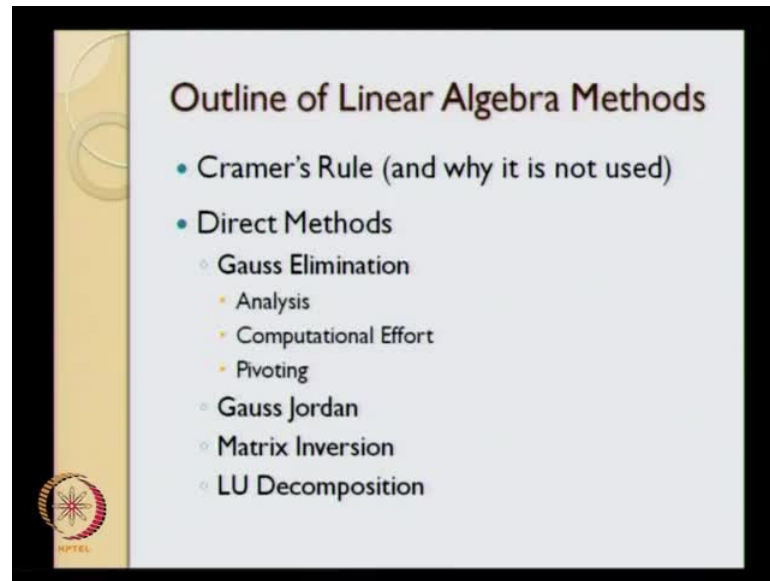 Outline of Linear Algebra Methods
• Cramer's Rule (and why it is not used)
• Direct Methods
◦ Gauss Elimination
• Analysis
• Computational Effort
• Pivoting
◦ Gauss Jordan
◦ Matrix Inversion
◦ LU Decomposition
NPTEL